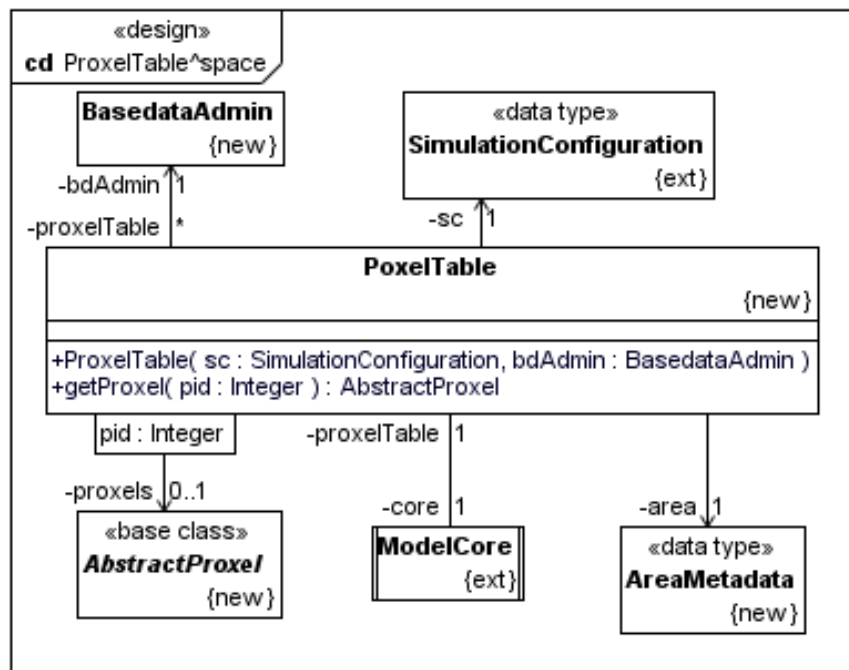 «design»
cd ProxelTable^space
BasedataAdmin
{new}
«data type»
SimulationConfiguration
{ext}
-bdAdmin 1
-proxelTable *
-sc 1
PoxelTable
{new}
+ProxelTable( sc : SimulationConfiguration, bdAdmin : BasedataAdmin )
+getProxel( pid : Integer ) : AbstractProxel
pid : Integer
-proxelTable 1
-proxels 0..1
-core 1
-area 1
«base class»
AbstractProxel
{new}
ModelCore
{ext}
«data type»
AreaMetadata
{new}